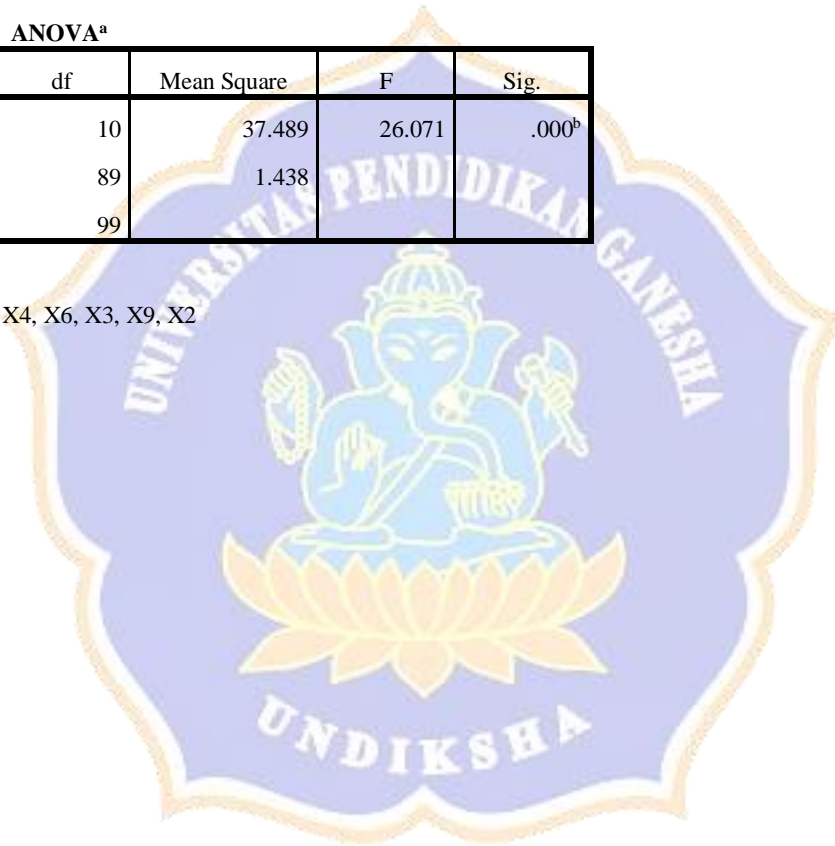 ANOVAᵃ
df Mean Square F Sig.
10 37.489 26.071 .000ᵇ
89 1.438
99
X4, X6, X3, X9, X2
UNIVERSITAS PENDIDIKAN GANESHA
UNDIKSHA